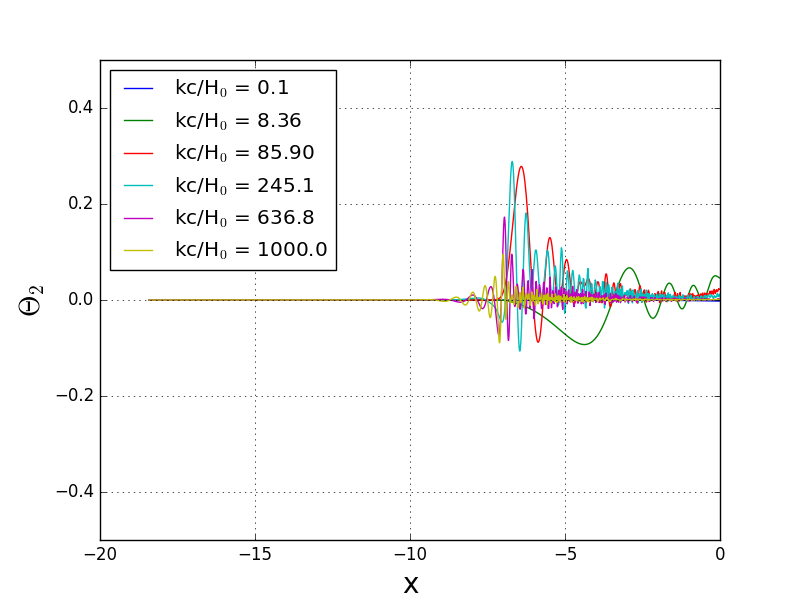 kc/H₀ = 0.1
kc/H₀ = 8.36
kc/H₀ = 85.90
kc/H₀ = 245.1
kc/H₀ = 636.8
kc/H₀ = 1000.0
0.4
0.2
0.0
−0.2
−0.4
Θ₂
−20 −15 −10 −5 0
x